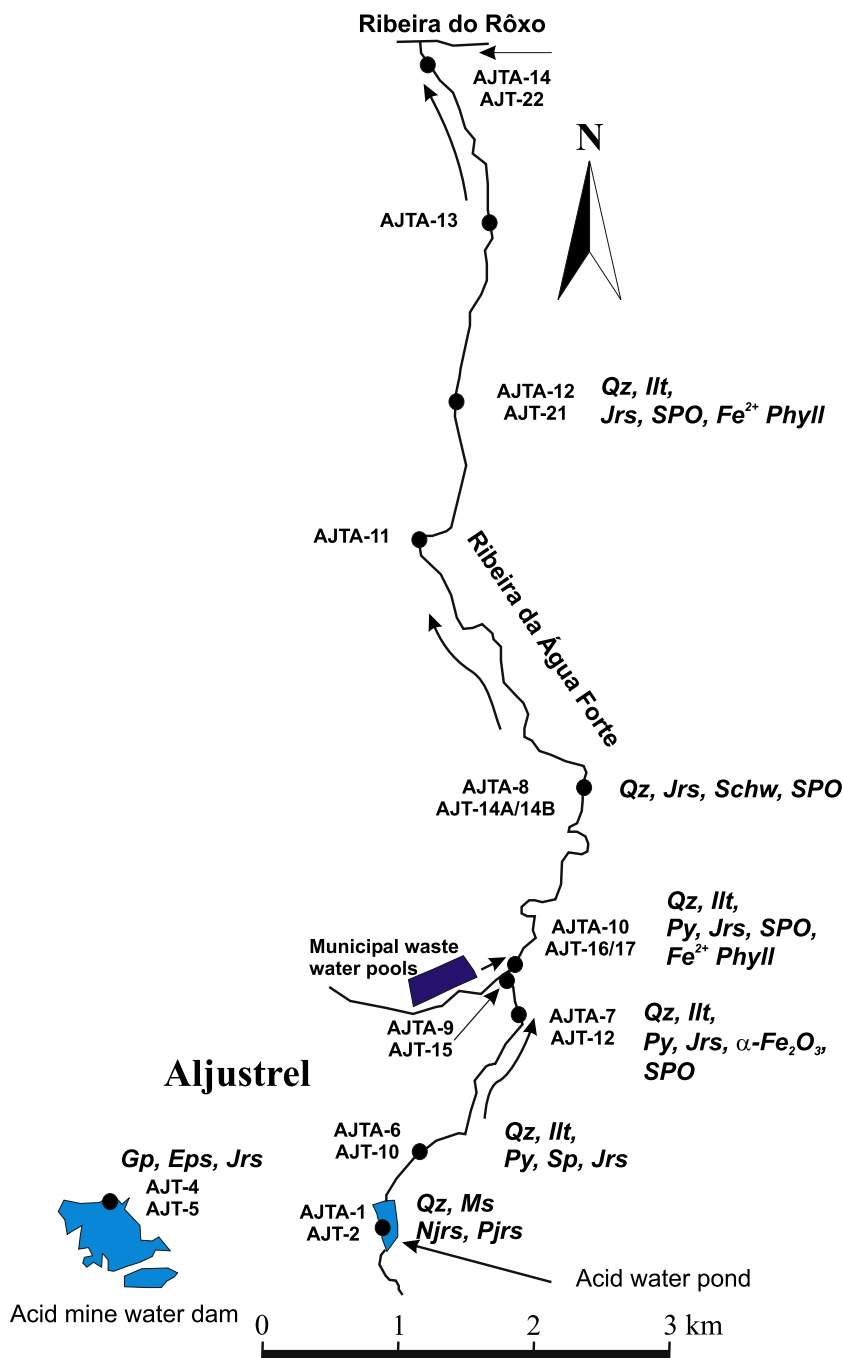 Ribeira do Rôxo
AJTA-14
AJT-22
N
AJTA-13
AJTA-12
AJT-21
Qz, Ilt,
Jrs, SPO, Fe²⁺ Phyll
AJTA-11
Ribeira da Água Forte
AJTA-8
AJT-14A/14B
Qz, Jrs, Schw, SPO
AJTA-10
AJT-16/17
Qz, Ilt,
Py, Jrs, SPO,
Fe²⁺ Phyll
Municipal waste
water pools
AJTA-9
AJT-15
AJTA-7
AJT-12
Qz, Ilt,
Py, Jrs, α-Fe₂O₃,
SPO
Aljustrel
AJTA-6
AJT-10
Qz, Ilt,
Py, Sp, Jrs
Gp, Eps, Jrs
AJT-4
AJT-5
AJTA-1
AJT-2
Qz, Ms
Njrs, Pjrs
Acid water pond
Acid mine water dam
0 1 2 3 km